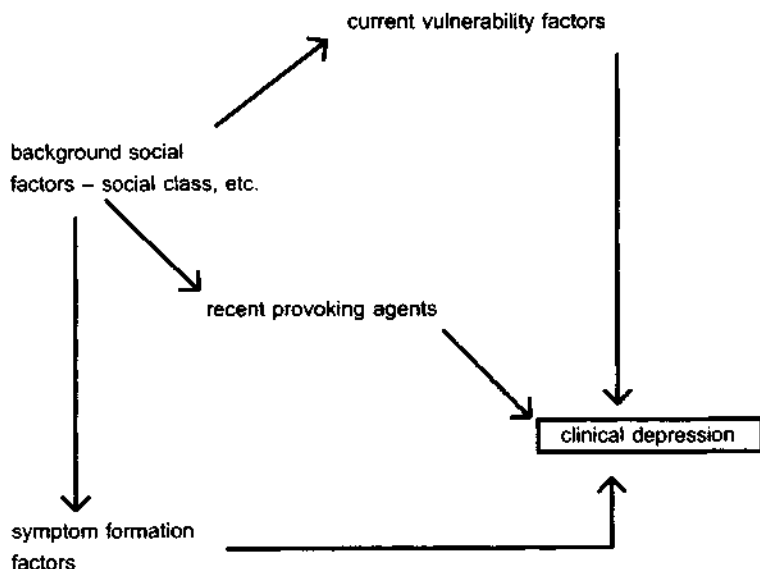 current vulnerability factors
background social
factors – social class, etc.
recent provoking agents
clinical depression
symptom formation
factors